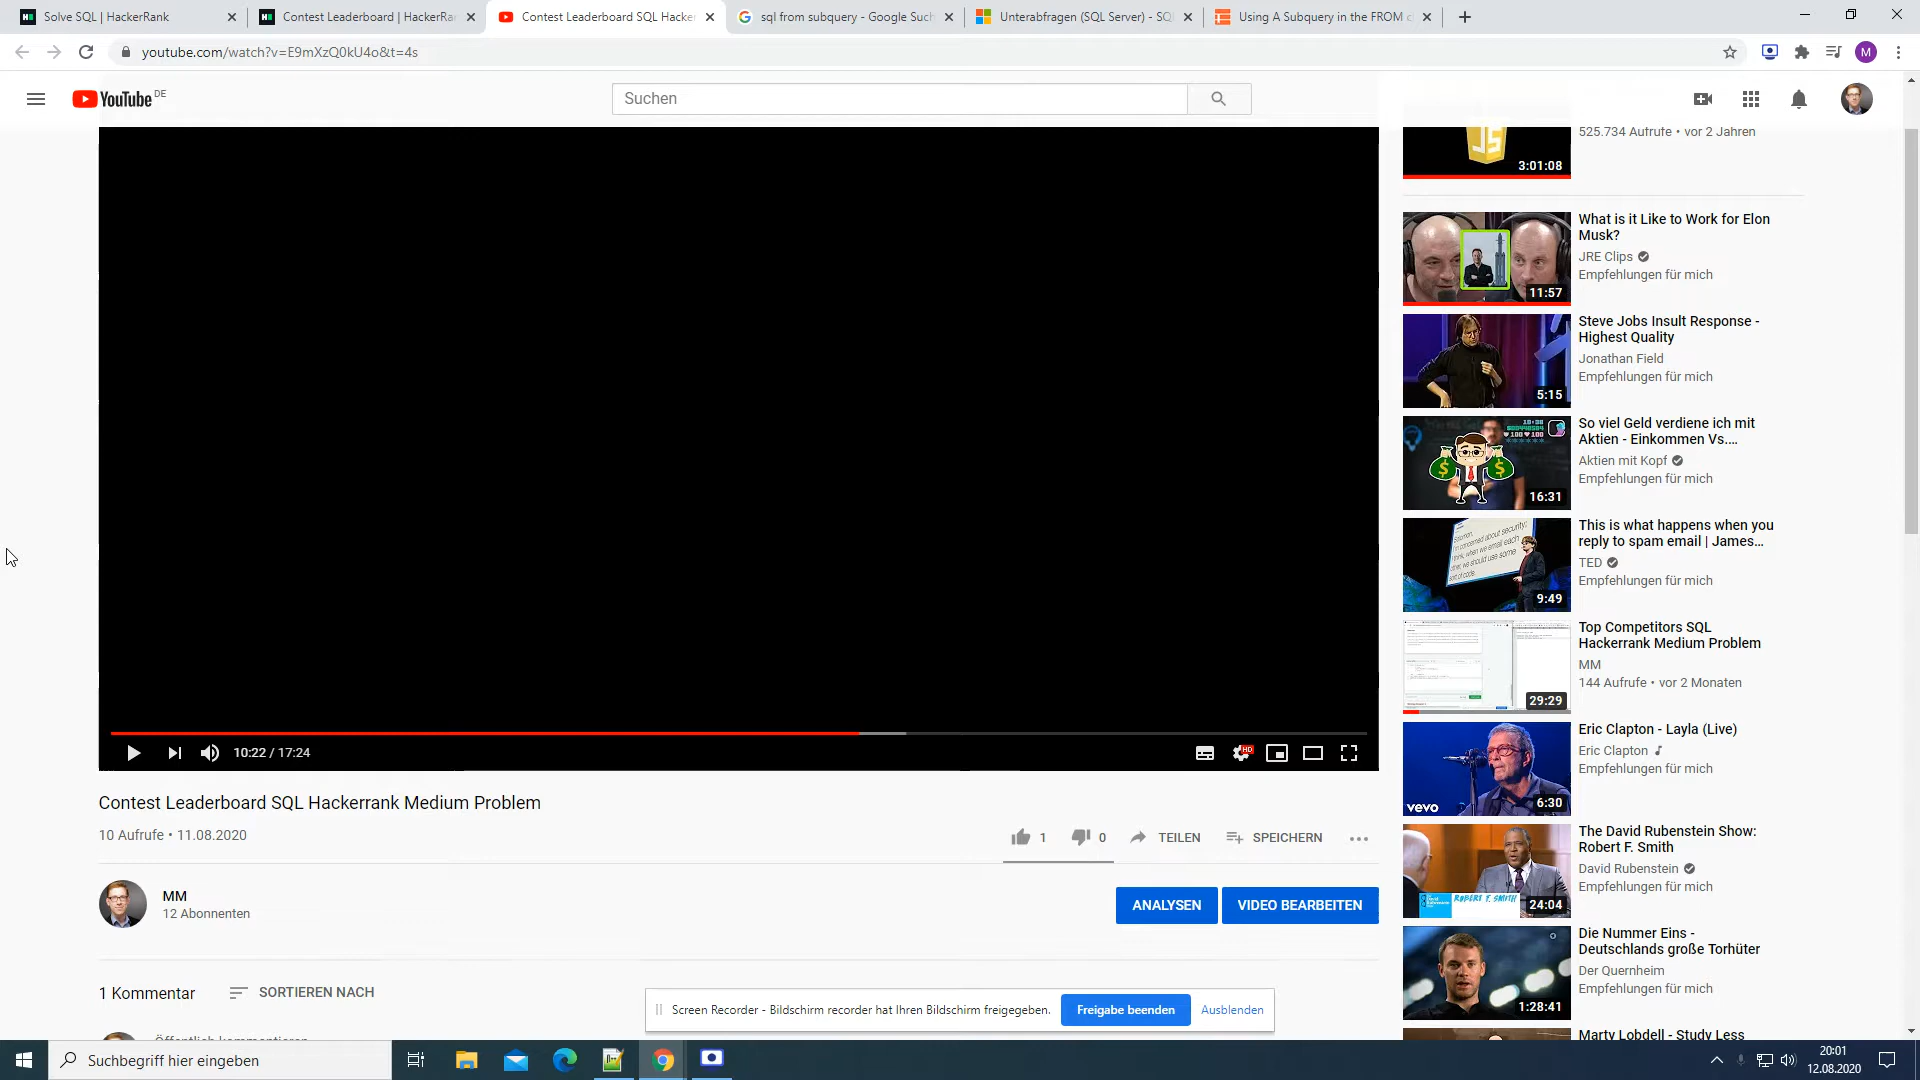 Solve SQL | HackerRank
Contest Leaderboard | HackerRa
Contest Leaderboard SQL Hacker
sql from subquery - Google Such
Unterabfragen (SQL Server) - SQ
Using A Subquery in the FROM c
youtube.com/watch?v=E9mXzQ0kU4o&t=4s
M
YouTube DE
Suchen
JS
3:01:08
525.734 Aufrufe • vor 2 Jahren
What is it Like to Work for Elon
Musk?
JRE Clips
Empfehlungen für mich
11:57
Steve Jobs Insult Response -
Highest Quality
Jonathan Field
Empfehlungen für mich
5:15
So viel Geld verdiene ich mit
Aktien - Einkommen Vs....
Aktien mit Kopf
Empfehlungen für mich
16:31
This is what happens when you
reply to spam email | James...
TED
Empfehlungen für mich
9:49
Top Competitors SQL
Hackerrank Medium Problem
MM
144 Aufrufe • vor 2 Monaten
29:29
Eric Clapton - Layla (Live)
Eric Clapton
Empfehlungen für mich
vevo
6:30
The David Rubenstein Show:
Robert F. Smith
David Rubenstein
Empfehlungen für mich
ROBERT F. SMITH
24:04
Die Nummer Eins -
Deutschlands große Torhüter
Der Quernheim
Empfehlungen für mich
1:28:41
Marty Lobdell - Study Less
10:22 / 17:24
HD
Contest Leaderboard SQL Hackerrank Medium Problem
10 Aufrufe • 11.08.2020
1
0
TEILEN
SPEICHERN
MM
12 Abonnenten
ANALYSEN
VIDEO BEARBEITEN
1 Kommentar
SORTIEREN NACH
Öffentlich kommentieren
Screen Recorder - Bildschirm recorder hat Ihren Bildschirm freigegeben.
Freigabe beenden
Ausblenden
Suchbegriff hier eingeben
20:01
12.08.2020